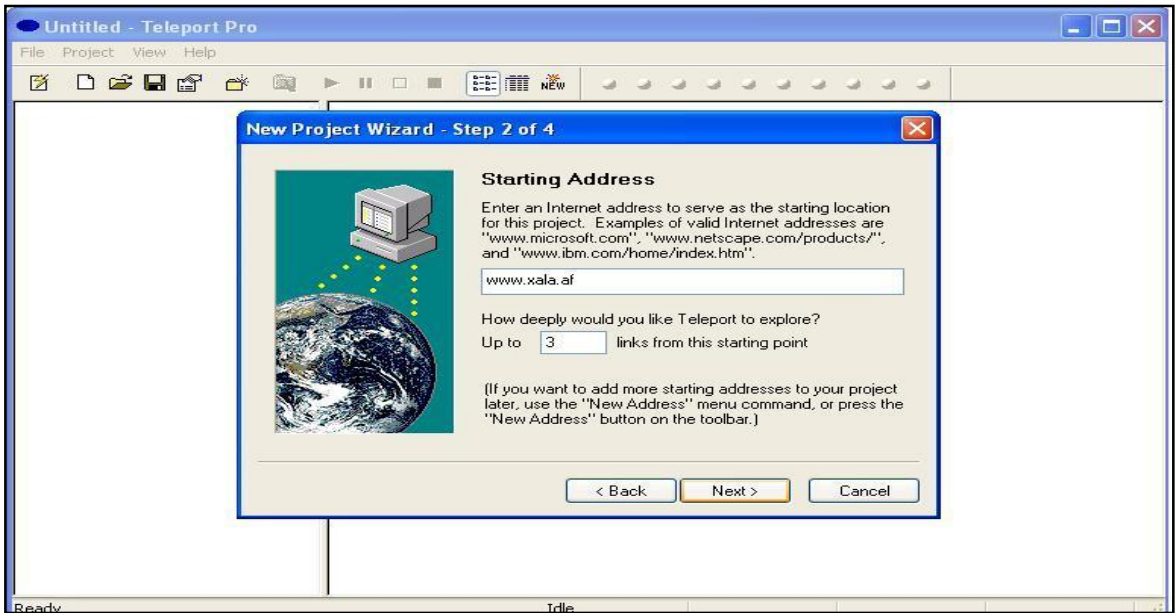 Untitled - Teleport Pro
File Project View Help
NEW
New Project Wizard - Step 2 of 4
Starting Address
Enter an Internet address to serve as the starting location
for this project. Examples of valid Internet addresses are
"www.microsoft.com", "www.netscape.com/products/",
and "www.ibm.com/home/index.htm".
www.xala.af
How deeply would you like Teleport to explore?
Up to 3 links from this starting point
(If you want to add more starting addresses to your project
later, use the "New Address" menu command, or press the
"New Address" button on the toolbar.)
< Back Next > Cancel
Ready Idle